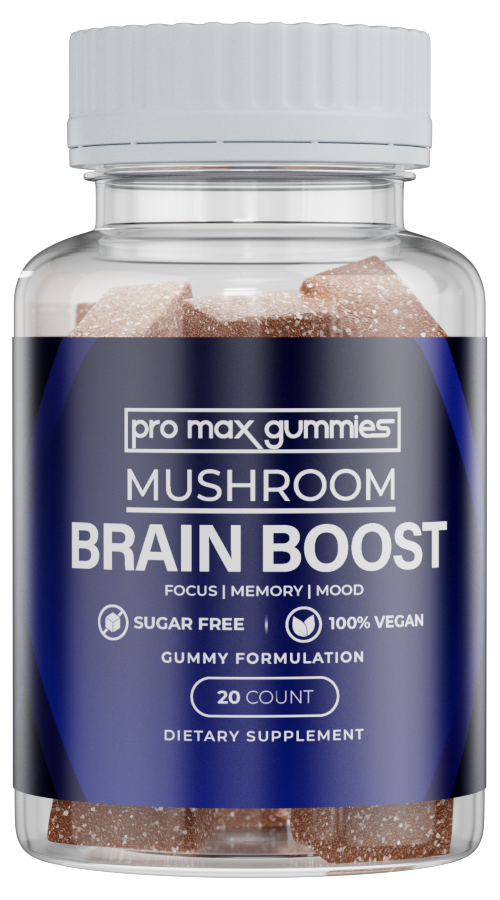 pro max gummies
MUSHROOM
BRAIN BOOST
FOCUS | MEMORY | MOOD
SUGAR FREE
100% VEGAN
GUMMY FORMULATION
20 COUNT
DIETARY SUPPLEMENT